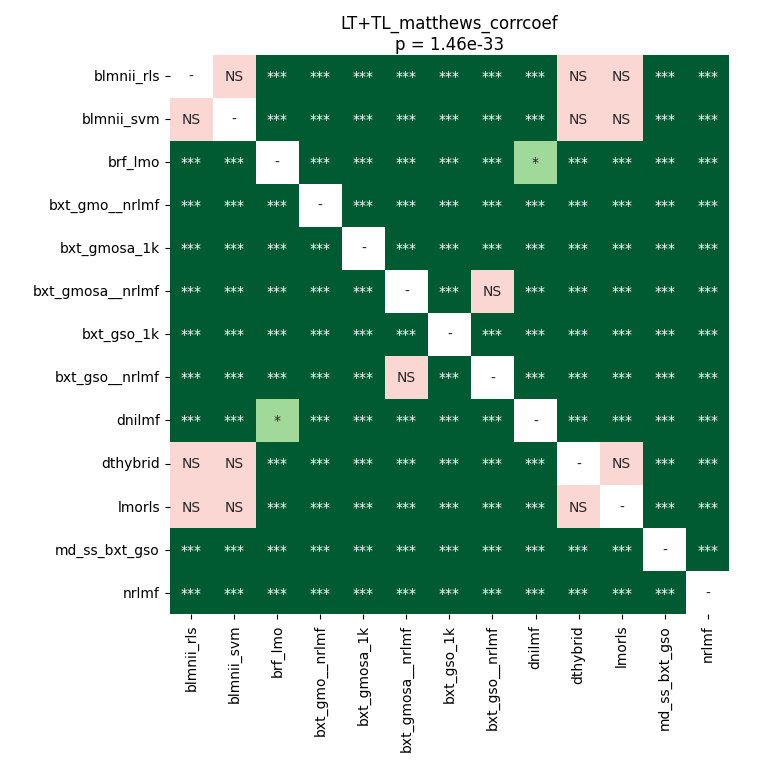 LT+TL_matthews_corrcoef
p = 1.46e-33
blmnii_rls - NS *** *** *** *** *** *** *** NS NS *** ***
blmnii_svm NS - *** *** *** *** *** *** *** NS NS *** ***
brf_lmo *** *** - *** *** *** *** *** * *** *** *** ***
bxt_gmo__nrlmf *** *** *** - *** *** *** *** *** *** *** *** ***
bxt_gmosa_1k *** *** *** *** - *** *** *** *** *** *** *** ***
bxt_gmosa__nrlmf *** *** *** *** *** - *** NS *** *** *** *** ***
bxt_gso_1k *** *** *** *** *** *** - *** *** *** *** *** ***
bxt_gso__nrlmf *** *** *** *** *** NS *** - *** *** *** *** ***
dnilmf *** *** * *** *** *** *** *** - *** *** *** ***
dthybrid NS NS *** *** *** *** *** *** *** - NS *** ***
lmorls NS NS *** *** *** *** *** *** *** NS - *** ***
md_ss_bxt_gso *** *** *** *** *** *** *** *** *** *** *** - ***
nrlmf *** *** *** *** *** *** *** *** *** *** *** *** -
blmnii_rls
blmnii_svm
brf_lmo
bxt_gmo__nrlmf
bxt_gmosa_1k
bxt_gmosa__nrlmf
bxt_gso_1k
bxt_gso__nrlmf
dnilmf
dthybrid
lmorls
md_ss_bxt_gso
nrlmf